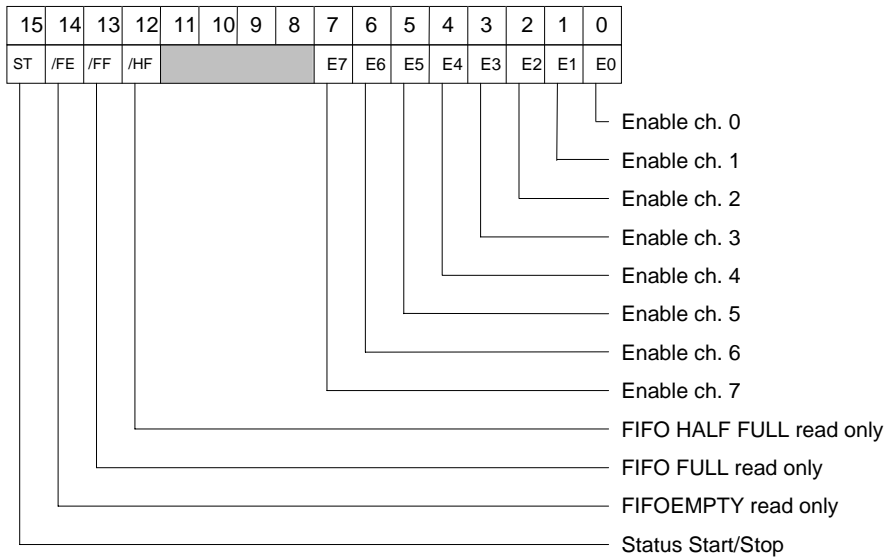 15 14 13 12 11 10 9 8 7 6 5 4 3 2 1 0
ST /FE /FF /HF E7 E6 E5 E4 E3 E2 E1 E0
Enable ch. 0
Enable ch. 1
Enable ch. 2
Enable ch. 3
Enable ch. 4
Enable ch. 5
Enable ch. 6
Enable ch. 7
FIFO HALF FULL read only
FIFO FULL read only
FIFOEMPTY read only
Status Start/Stop